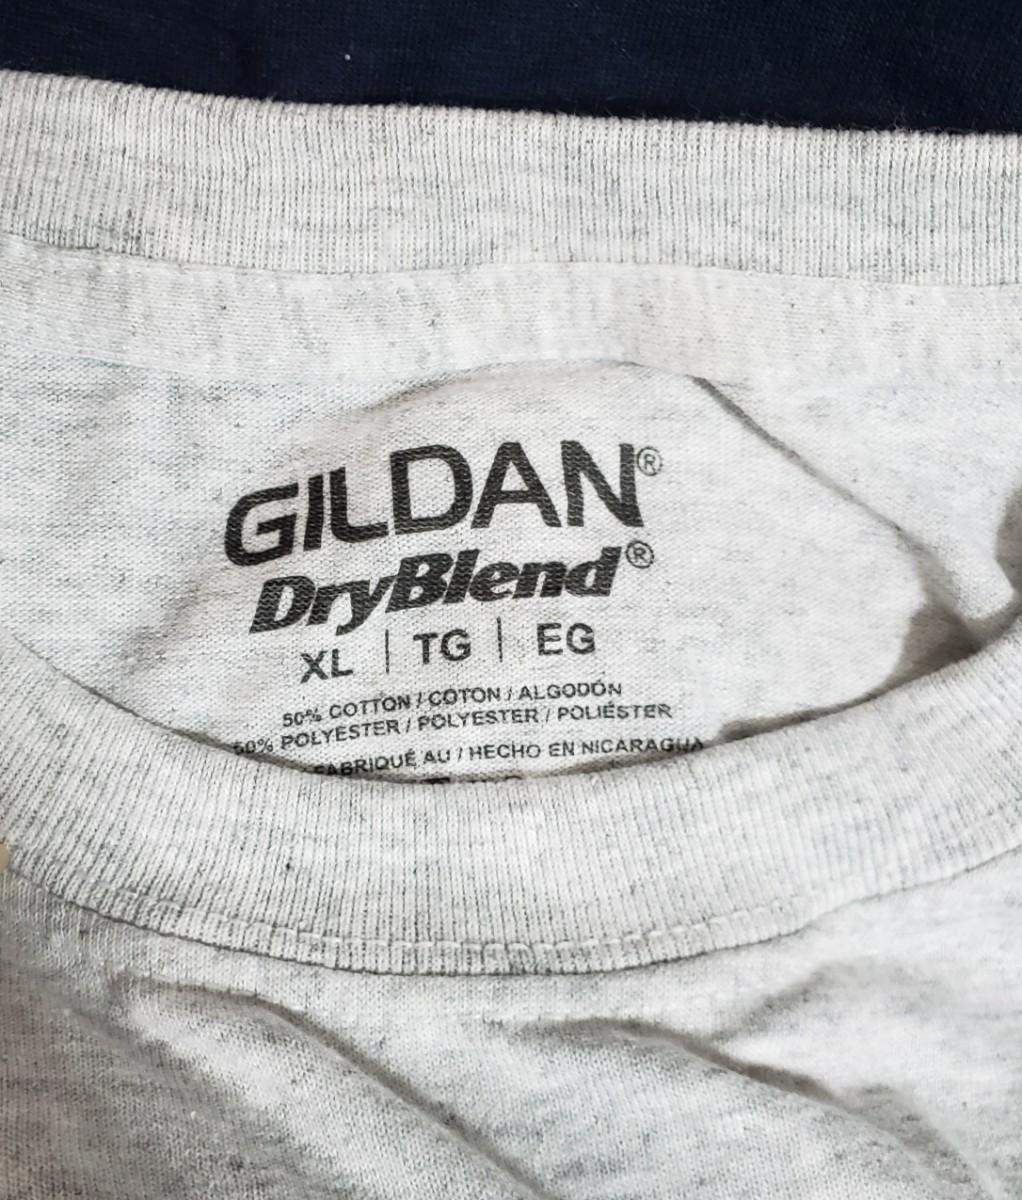 GILDAN®
DryBlend®
XL | TG | EG
50% COTTON / COTON / ALGODÓN
50% POLYESTER / POLYESTER / POLIÉSTER
FABRIQUÉ AU / HECHO EN NICARAGUA